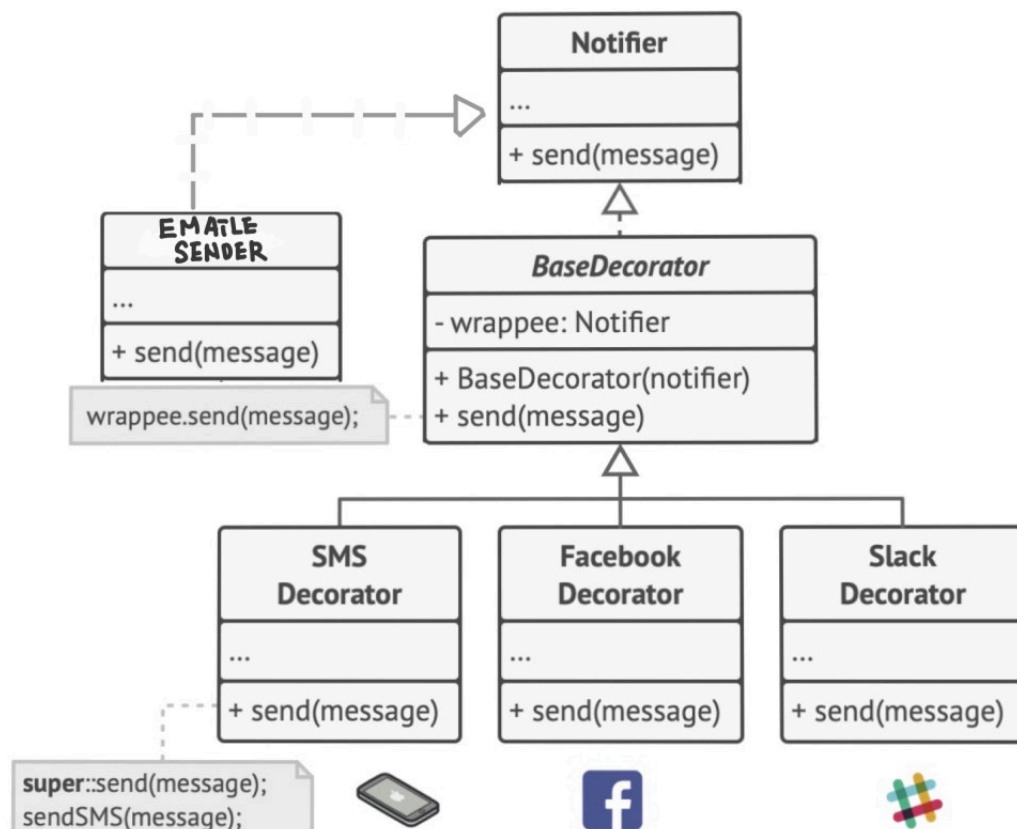 Notifier
...
+ send(message)
EMAILE
SENDER
...
+ send(message)
BaseDecorator
- wrappee: Notifier
+ BaseDecorator(notifier)
+ send(message)
wrappee.send(message);
SMS
Decorator
...
+ send(message)
Facebook
Decorator
...
+ send(message)
Slack
Decorator
...
+ send(message)
super::send(message);
sendSMS(message);